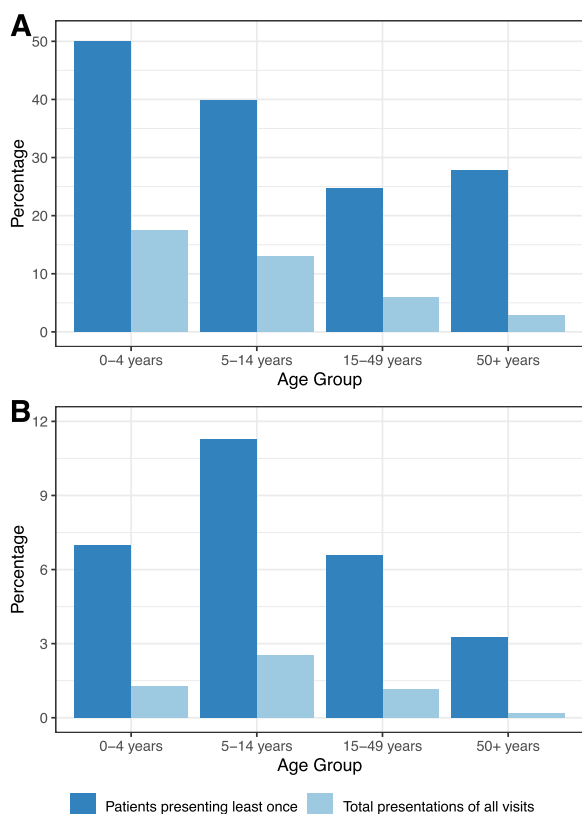 A
50
40
30
20
10
0
Percentage
0−4 years 5−14 years 15−49 years 50+ years
Age Group
B
12
9
6
3
0
Percentage
0−4 years 5−14 years 15−49 years 50+ years
Age Group
Patients presenting least once Total presentations of all visits